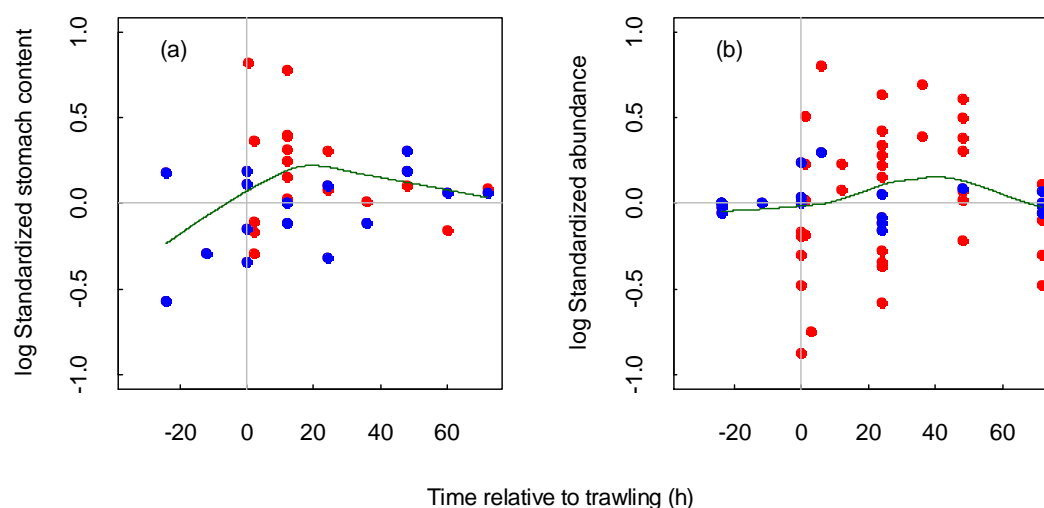 (a)
log Standardized stomach content
1.0
0.5
0.0
-0.5
-1.0
-20 0 20 40 60
(b)
log Standardized abundance
1.0
0.5
0.0
-0.5
-1.0
-20 0 20 40 60
Time relative to trawling (h)